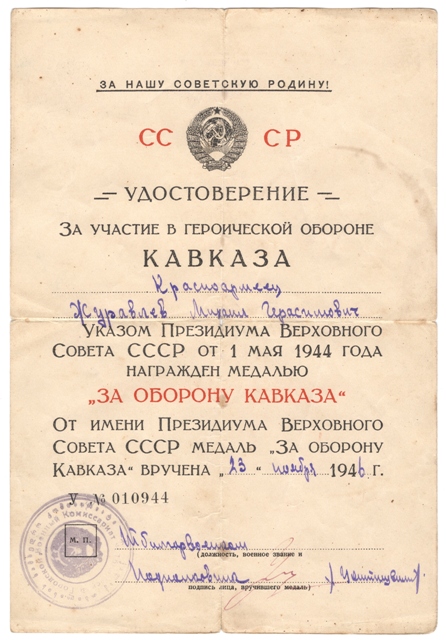 ЗА НАШУ СОВЕТСКУЮ РОДИНУ!
СС СР
УДОСТОВЕРЕНИЕ
ЗА УЧАСТИЕ В ГЕРОИЧЕСКОЙ ОБОРОНЕ
КАВКАЗА
Красноармеец
Журавлев Михаил Герасимович
УКАЗОМ ПРЕЗИДИУМА ВЕРХОВНОГО
СОВЕТА СССР ОТ 1 МАЯ 1944 ГОДА
НАГРАЖДЕН МЕДАЛЬЮ
„ЗА ОБОРОНУ КАВКАЗА“
ОТ ИМЕНИ ПРЕЗИДИУМА ВЕРХОВНОГО
СОВЕТА СССР МЕДАЛЬ „ЗА ОБОРОНУ
КАВКАЗА“ ВРУЧЕНА „23“ ноября 1946 г.
У № 010944
М. П.
(должность, военное звание и
подпись лица, вручившего медаль)